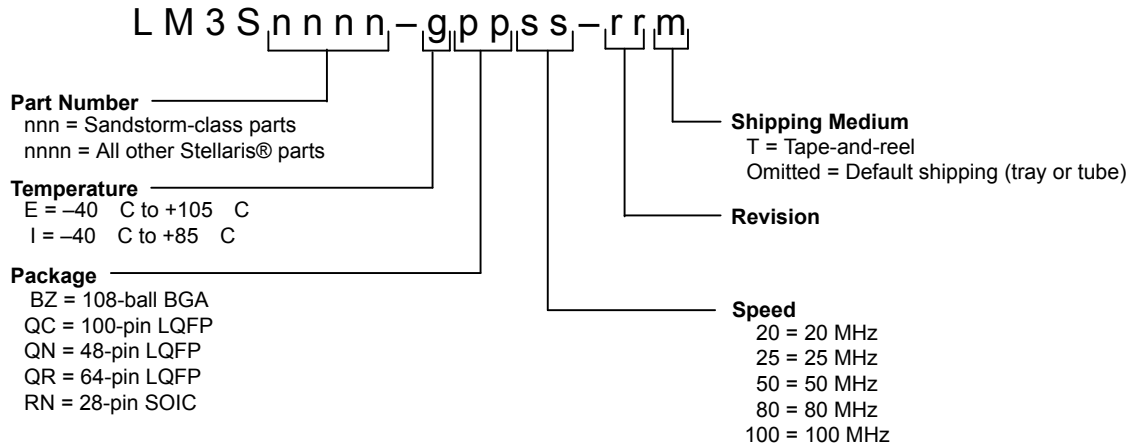 LM3Snnnn–gppss–rrm
Part Number
nnn = Sandstorm-class parts
nnnn = All other Stellaris® parts
Temperature
E = –40 C to +105 C
I = –40 C to +85 C
Package
BZ = 108-ball BGA
QC = 100-pin LQFP
QN = 48-pin LQFP
QR = 64-pin LQFP
RN = 28-pin SOIC
Shipping Medium
T = Tape-and-reel
Omitted = Default shipping (tray or tube)
Revision
Speed
20 = 20 MHz
25 = 25 MHz
50 = 50 MHz
80 = 80 MHz
100 = 100 MHz